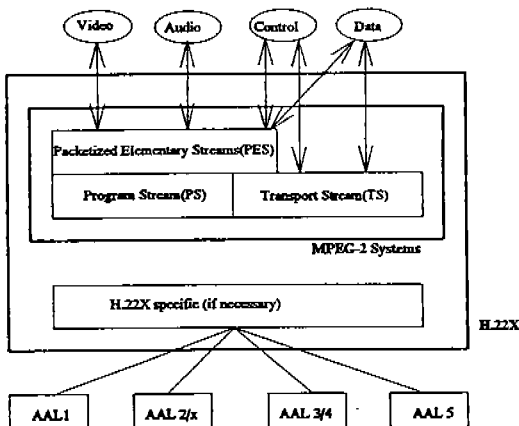 Video Audio Control Data
Packetized Elementary Streams(PES)
Program Stream(PS) Transport Stream(TS)
MPEG-2 Systems
H.22X specific (if necessary)
H.22X
AAL1 AAL 2/x AAL 3/4 AAL 5